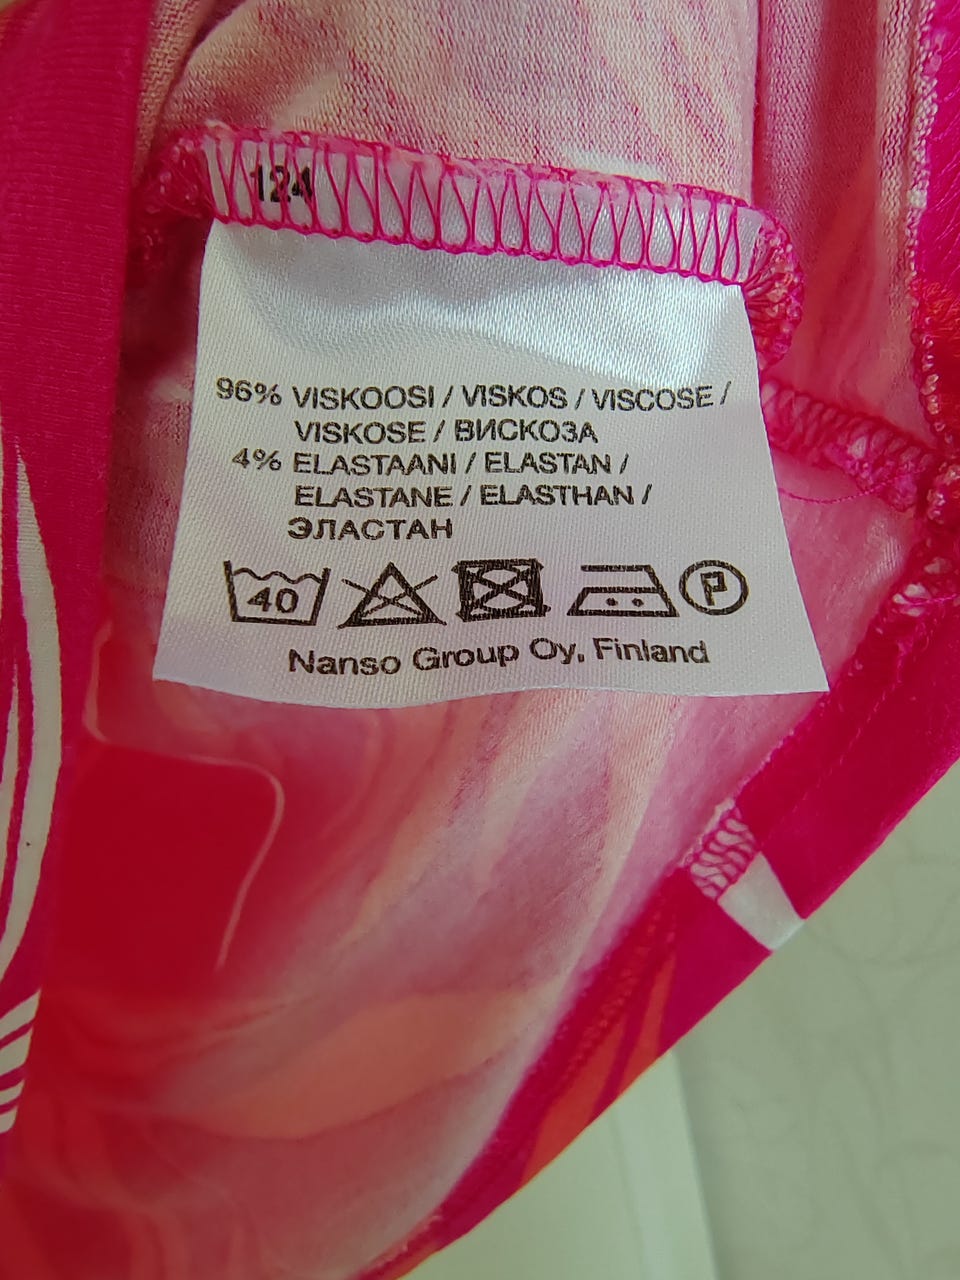 124
96% VISKOOSI / VISKOS / VISCOSE /
VISKOSE / ВИСКОЗА
4% ELASTAANI / ELASTAN /
ELASTANE / ELASTHAN /
ЭЛАСТАН
40 P
Nanso Group Oy, Finland